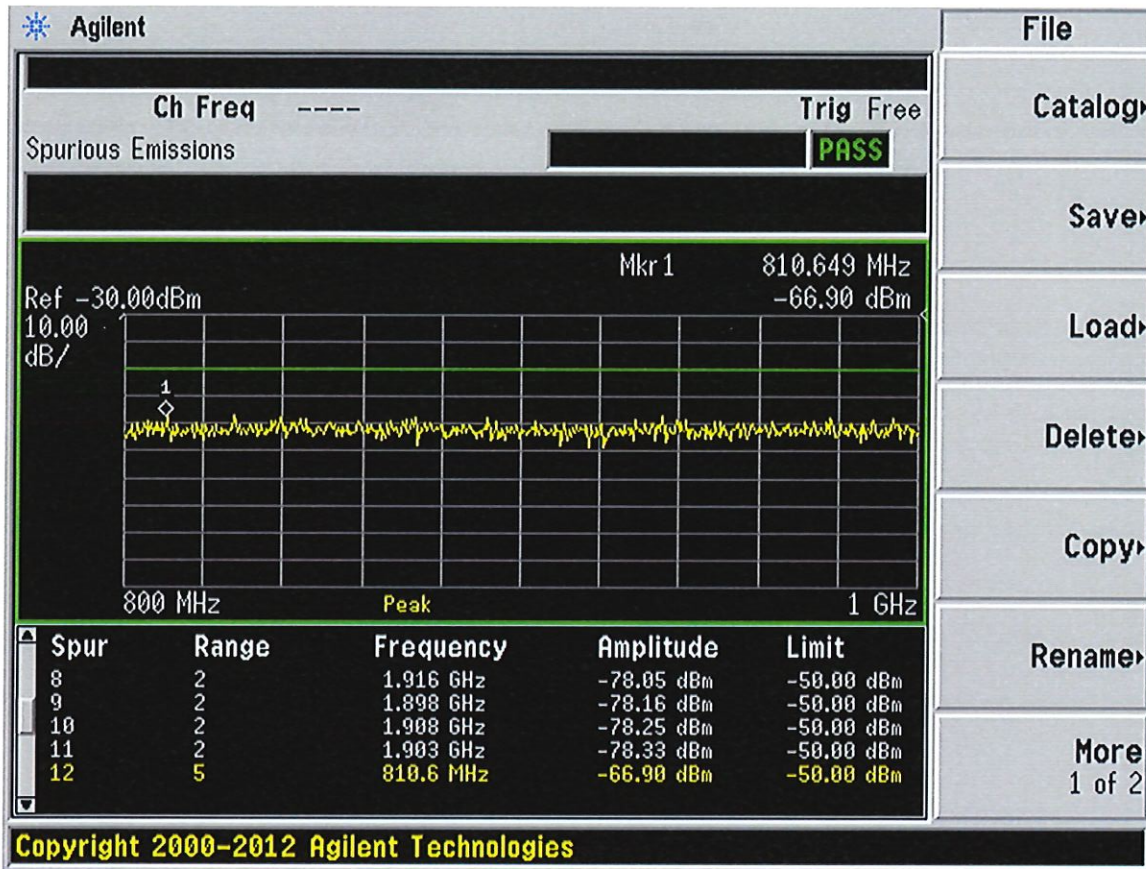 Agilent
File
Ch Freq ----
Trig Free
Spurious Emissions
PASS
Catalog
Save
Load
Delete
Copy
Rename
More
1 of 2
Mkr1 810.649 MHz
Ref -30.00dBm -66.90 dBm
10.00
dB/
1
800 MHz Peak 1 GHz
Spur Range Frequency Amplitude Limit
8 2 1.916 GHz -78.05 dBm -50.00 dBm
9 2 1.898 GHz -78.16 dBm -50.00 dBm
10 2 1.908 GHz -78.25 dBm -50.00 dBm
11 2 1.903 GHz -78.33 dBm -50.00 dBm
12 5 810.6 MHz -66.90 dBm -50.00 dBm
Copyright 2000-2012 Agilent Technologies